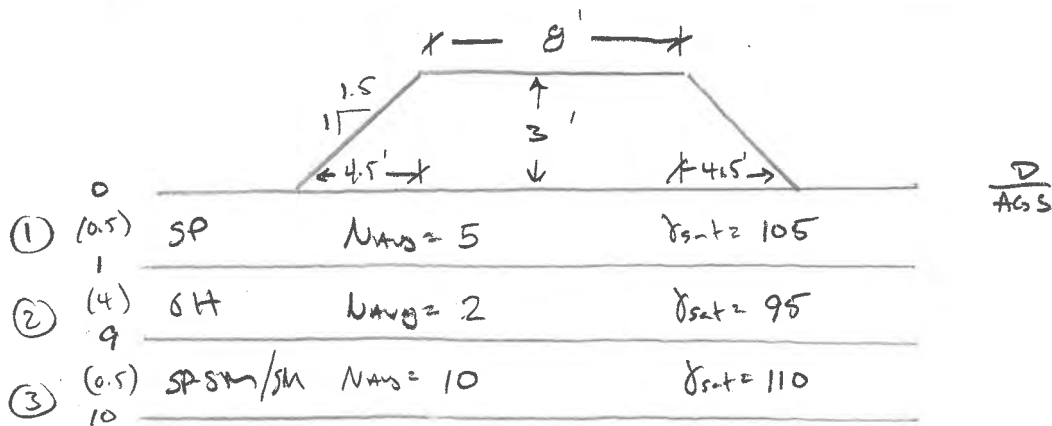 8'
1.5
1
3'
4.5' 4.5'
0
D
AGS
① (0.5) SP NAvg = 5 γsat = 105
1
② (4) OH NAvg = 2 γsat = 95
9
③ (0.5) SP-SM/SM NAvg = 10 γsat = 110
10